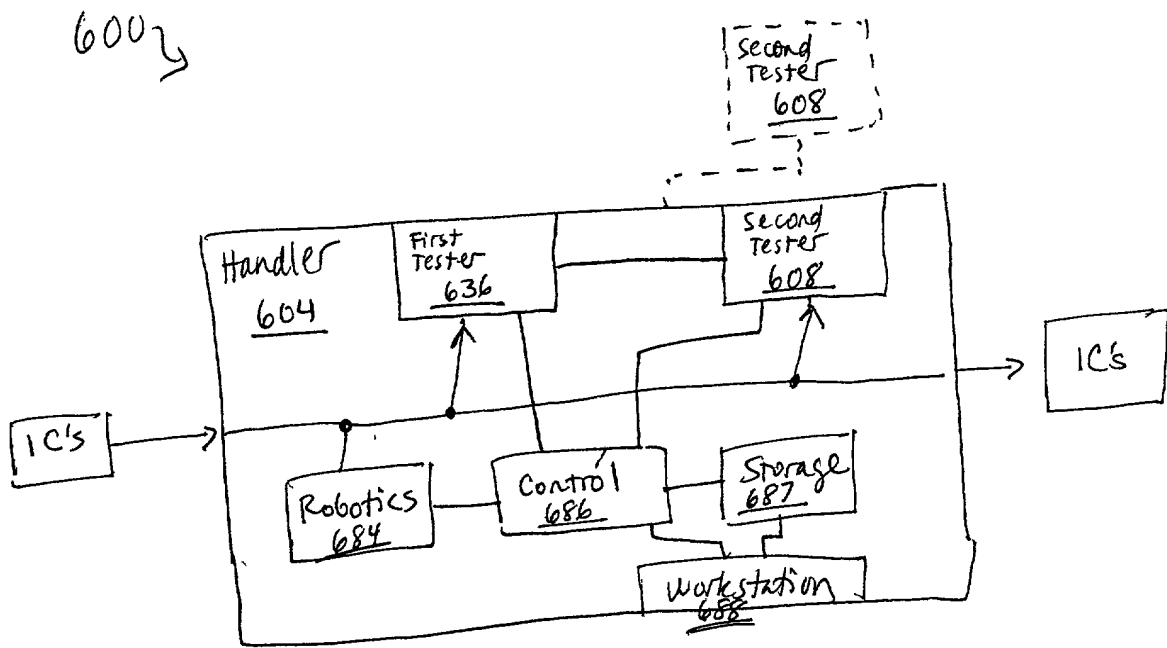 600
Second
Tester
608
Handler
604
First
Tester
636
Second
Tester
608
IC's
IC's
Robotics
684
Control
686
Storage
687
Workstation
688